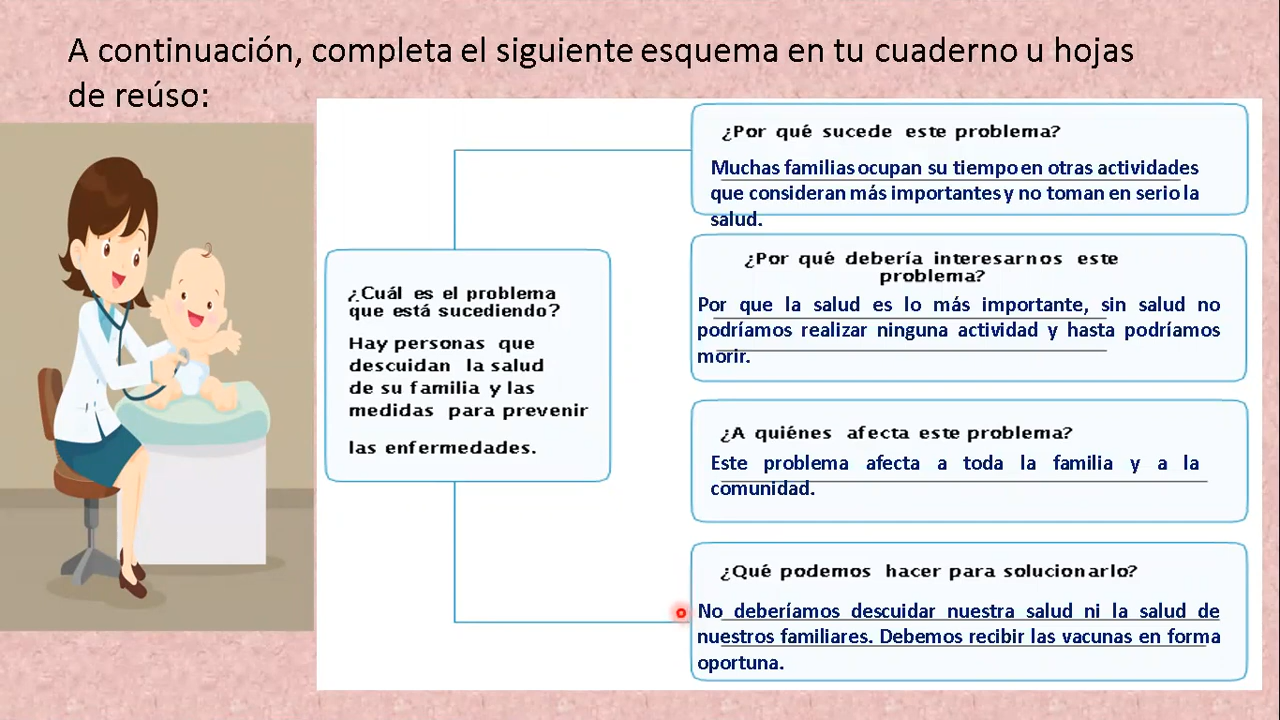 A continuación, completa el siguiente esquema en tu cuaderno u hojas
de reúso:
¿Cuál es el problema
que está sucediendo?
Hay personas que
descuidan la salud
de su familia y las
medidas para prevenir
las enfermedades.
¿Por qué sucede este problema?
Muchas familias ocupan su tiempo en otras actividades
que consideran más importantes y no toman en serio la
salud.
¿Por qué debería interesarnos este
problema?
Por que la salud es lo más importante, sin salud no
podríamos realizar ninguna actividad y hasta podríamos
morir.
¿A quiénes afecta este problema?
Este problema afecta a toda la familia y a la
comunidad.
¿Qué podemos hacer para solucionarlo?
No deberíamos descuidar nuestra salud ni la salud de
nuestros familiares. Debemos recibir las vacunas en forma
oportuna.